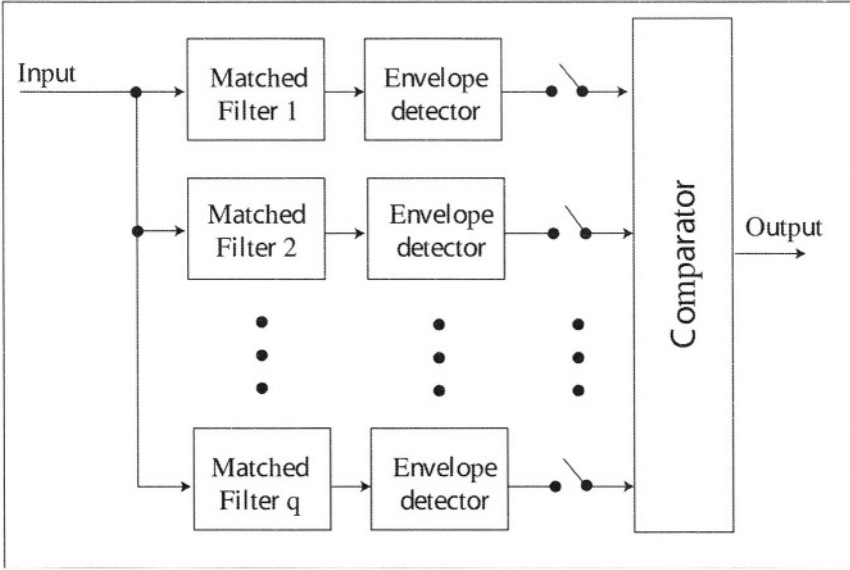 Input
Matched
Filter 1
Envelope
detector
Matched
Filter 2
Envelope
detector
Comparator
Output
Matched
Filter q
Envelope
detector